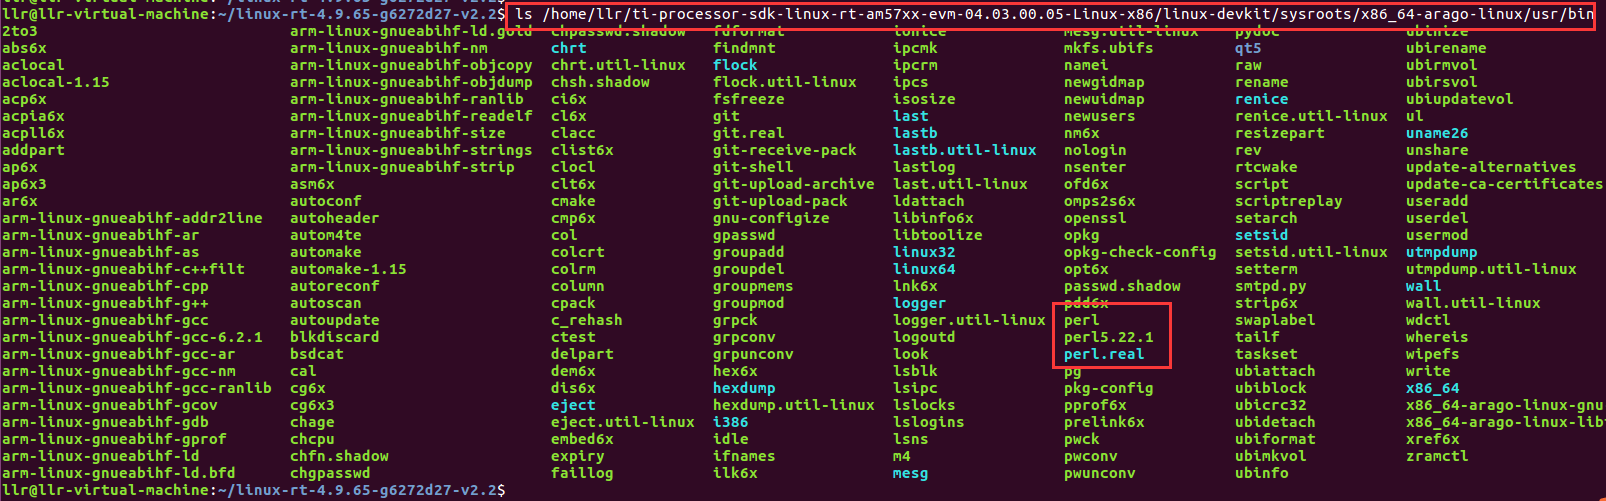 llr@llr-virtual-machine:~/linux-rt-4.9.65-g6272d27-v2.2$ ls /home/llr/ti-processor-sdk-linux-rt-am57xx-evm-04.03.00.05-Linux-x86/linux-devkit/sysroots/x86_64-arago-linux/usr/bin
2to3 arm-linux-gnueabihf-ld.gold chpasswd.shadow fdformat ionice mesg.util-linux pydoc ubinize
abs6x arm-linux-gnueabihf-nm chrt findmnt ipcmk mkfs.ubifs qt5 ubirename
aclocal arm-linux-gnueabihf-objcopy chrt.util-linux flock ipcrm namei raw ubirmvol
aclocal-1.15 arm-linux-gnueabihf-objdump chsh.shadow flock.util-linux ipcs newgidmap rename ubirsvol
acp6x arm-linux-gnueabihf-ranlib ci6x fsfreeze isosize newuidmap renice ubiupdatevol
acpia6x arm-linux-gnueabihf-readelf cl6x git last newusers renice.util-linux ul
acpll6x arm-linux-gnueabihf-size clacc git.real lastb nm6x resizepart uname26
addpart arm-linux-gnueabihf-strings clist6x git-receive-pack lastb.util-linux nologin rev unshare
ap6x arm-linux-gnueabihf-strip clocl git-shell lastlog nsenter rtcwake update-alternatives
ap6x3 asm6x clt6x git-upload-archive last.util-linux ofd6x script update-ca-certificates
ar6x autoconf cmake git-upload-pack ldattach omps2s6x scriptreplay useradd
arm-linux-gnueabihf-addr2line autoheader cmp6x gnu-configize libinfo6x openssl setarch userdel
arm-linux-gnueabihf-ar autom4te col gpasswd libtoolize opkg setsid usermod
arm-linux-gnueabihf-as automake colcrt groupadd linux32 opkg-check-config setsid.util-linux utmpdump
arm-linux-gnueabihf-c++filt automake-1.15 colrm groupdel linux64 opt6x setterm utmpdump.util-linux
arm-linux-gnueabihf-cpp autoreconf column groupmems lnk6x passwd.shadow smtpd.py wall
arm-linux-gnueabihf-g++ autoscan cpack groupmod logger pdd6x strip6x wall.util-linux
arm-linux-gnueabihf-gcc autoupdate c_rehash grpck logger.util-linux perl swaplabel wdctl
arm-linux-gnueabihf-gcc-6.2.1 blkdiscard ctest grpconv logoutd perl5.22.1 tailf whereis
arm-linux-gnueabihf-gcc-ar bsdcat delpart grpunconv look perl.real taskset wipefs
arm-linux-gnueabihf-gcc-nm cal dem6x hex6x lsblk pg ubiattach write
arm-linux-gnueabihf-gcc-ranlib cg6x dis6x hexdump lsipc pkg-config ubiblock x86_64
arm-linux-gnueabihf-gcov cg6x3 eject hexdump.util-linux lslocks pprof6x ubicrc32 x86_64-arago-linux-gnu
arm-linux-gnueabihf-gdb chage eject.util-linux i386 lslogins prelink6x ubidetach x86_64-arago-linux-lib
arm-linux-gnueabihf-gprof chcpu embed6x idle lsns pwck ubiformat xref6x
arm-linux-gnueabihf-ld chfn.shadow expiry ifnames m4 pwconv ubimkvol zramctl
arm-linux-gnueabihf-ld.bfd chgpasswd faillog ilk6x mesg pwunconv ubinfo
llr@llr-virtual-machine:~/linux-rt-4.9.65-g6272d27-v2.2$